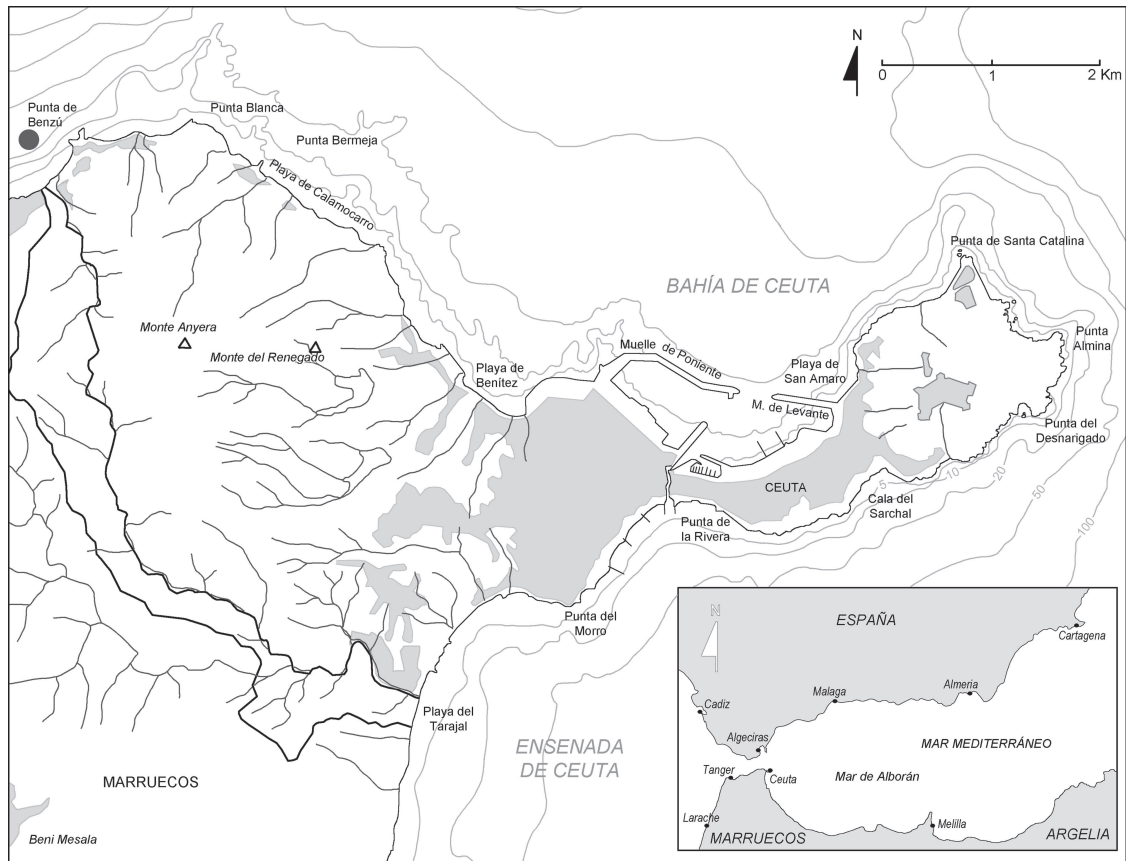 N
0 1 2 Km
Punta de
Benzú
Punta Blanca
Punta Bermeja
Playa de Calamocarro
Punta de Santa Catalina
BAHÍA DE CEUTA
Monte Anyera
Monte del Renegado
Muelle de Poniente
Punta
Almina
Playa de
Benítez
Playa de
San Amaro
M. de Levante
Punta del
Desnarigado
CEUTA
5
10
20
50
100
Cala del
Sarchal
Punta de
la Rivera
Punta del
Morro
Playa del
Tarajal
ENSENADA
DE CEUTA
MARRUECOS
Beni Mesala
N
ESPAÑA
Cartagena
Malaga
Almeria
Cadiz
Algeciras
MAR MEDITERRÁNEO
Tanger
Ceuta
Mar de Alborán
Larache
MARRUECOS
Melilla
ARGELIA